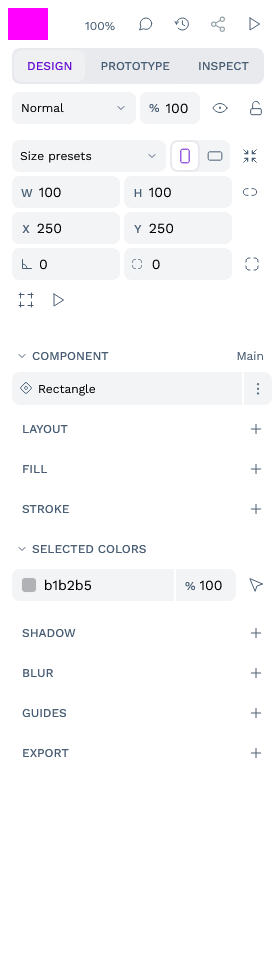 100%
DESIGN PROTOTYPE INSPECT
Normal % 100
Size presets
W 100 H 100
X 250 Y 250
0 0
COMPONENT Main
Rectangle
LAYOUT
FILL
STROKE
SELECTED COLORS
b1b2b5 % 100
SHADOW
BLUR
GUIDES
EXPORT